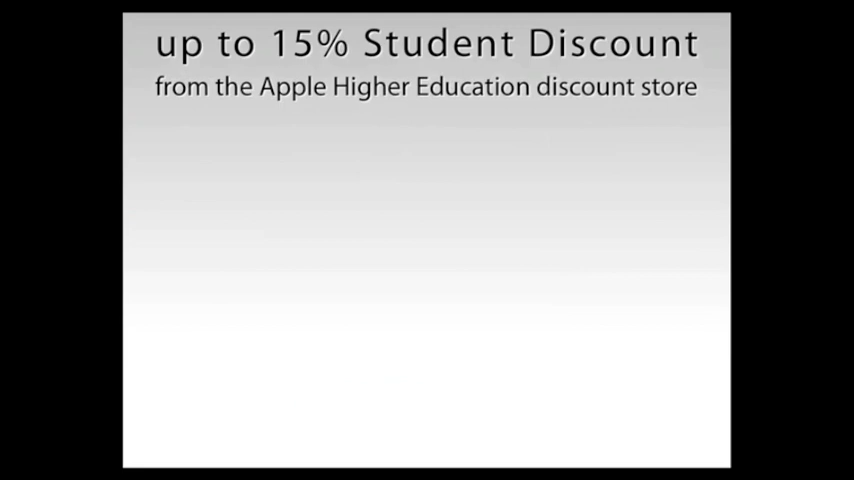 up to 15% Student Discount
from the Apple Higher Education discount store